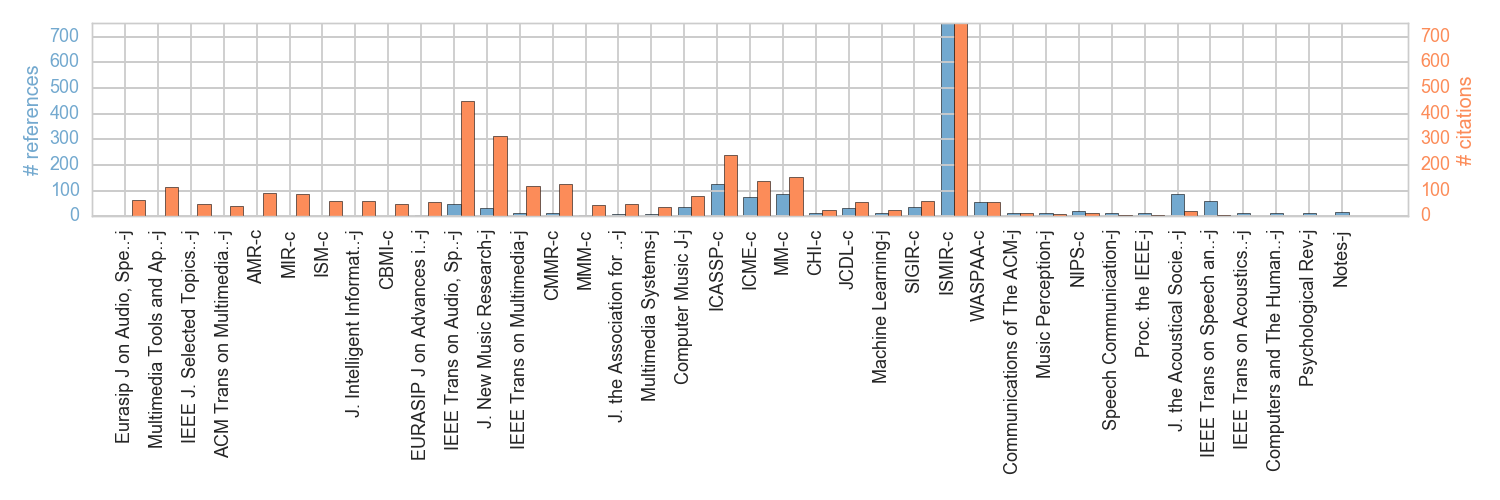 # references
700
600
500
400
300
200
100
0
700
600
500
400
300
200
100
0
# citations
Eurasip J on Audio, Spe..-j
Multimedia Tools and Ap..-j
IEEE J. Selected Topics..-j
ACM Trans on Multimedia..-j
AMR-c
MIR-c
ISM-c
J. Intelligent Informat..-j
CBMI-c
EURASIP J on Advances i..-j
IEEE Trans on Audio, Sp..-j
J. New Music Research-j
IEEE Trans on Multimedia-j
CMMR-c
MMM-c
J. the Association for ..-j
Multimedia Systems-j
Computer Music J-j
ICASSP-c
ICME-c
MM-c
CHI-c
JCDL-c
Machine Learning-j
SIGIR-c
ISMIR-c
WASPAA-c
Communications of The ACM-j
Music Perception-j
NIPS-c
Speech Communication-j
Proc. the IEEE-j
J. the Acoustical Socie..-j
IEEE Trans on Speech an..-j
IEEE Trans on Acoustics..-j
Computers and The Human..-j
Psychological Rev-j
Notes-j